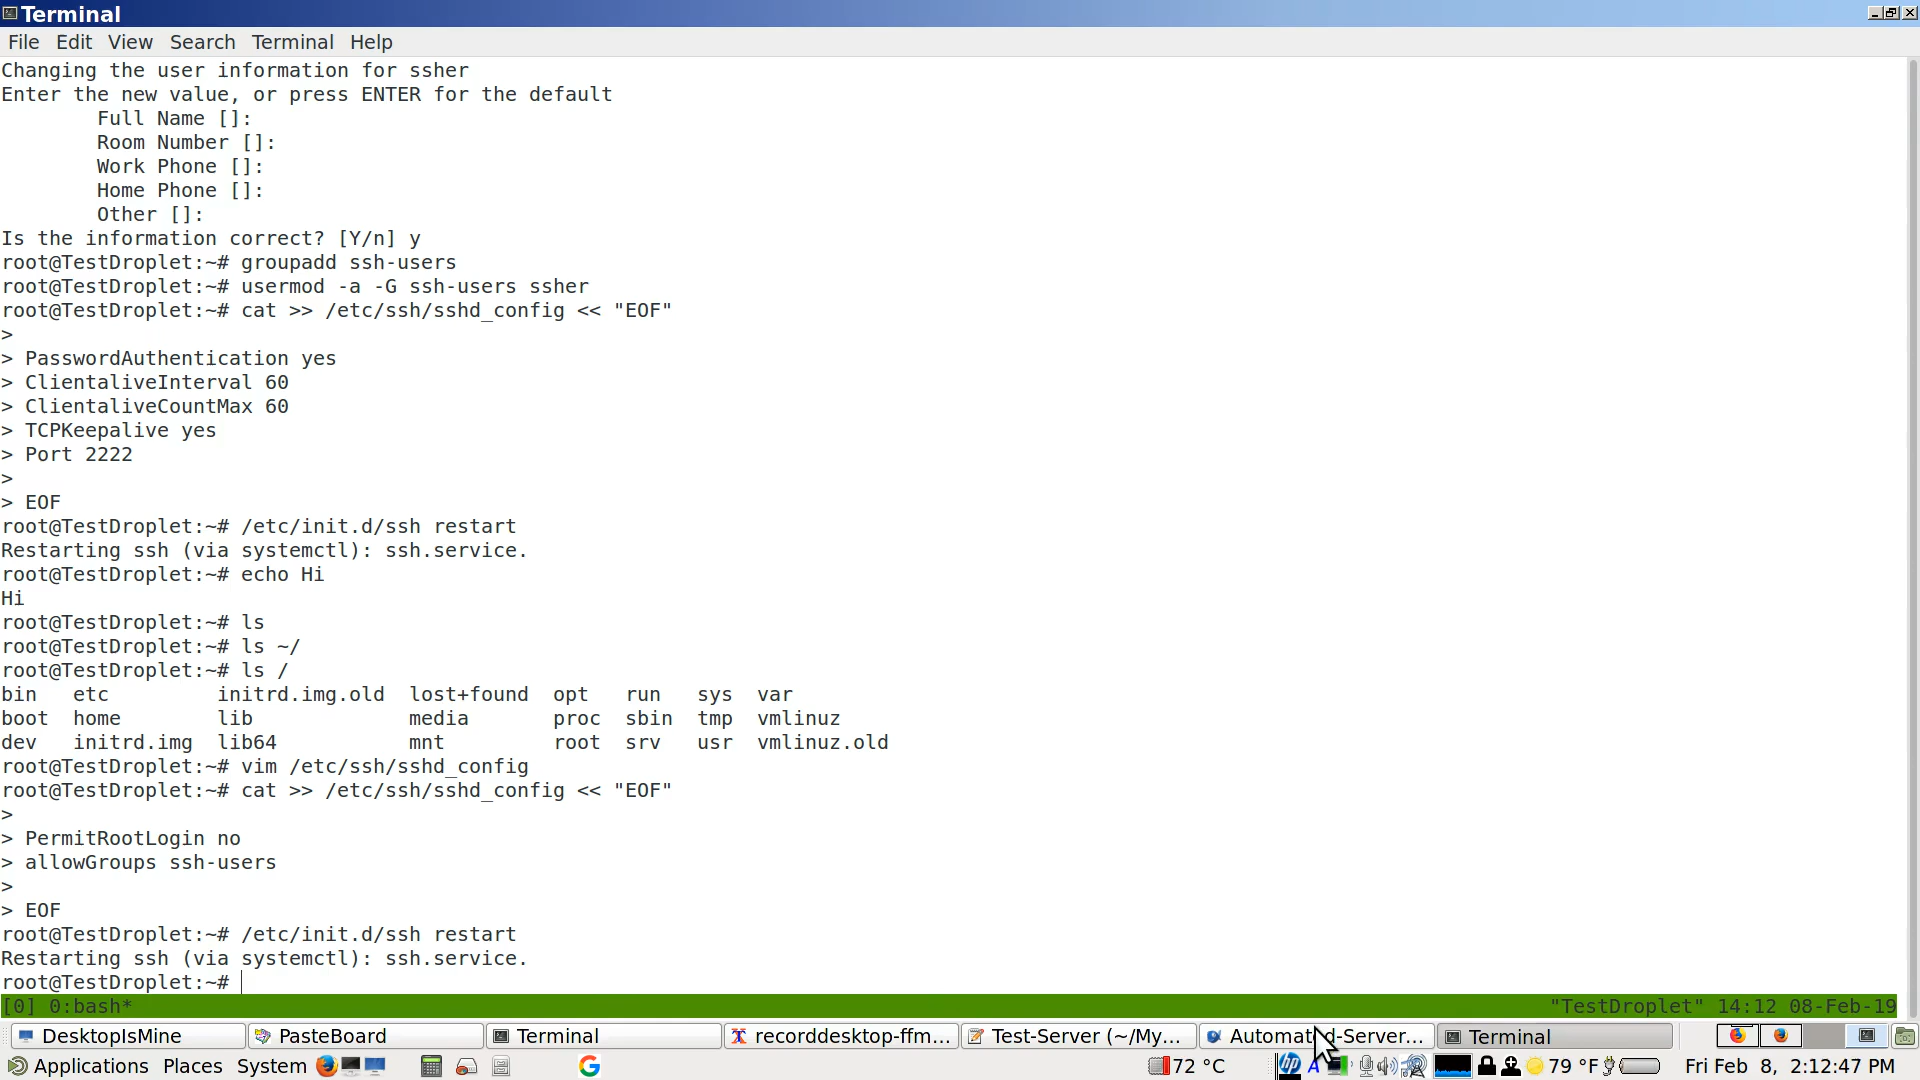 Terminal
File Edit View Search Terminal Help
Changing the user information for ssher
Enter the new value, or press ENTER for the default
Full Name []:
Room Number []:
Work Phone []:
Home Phone []:
Other []:
Is the information correct? [Y/n] y
root@TestDroplet:~# groupadd ssh-users
root@TestDroplet:~# usermod -a -G ssh-users ssher
root@TestDroplet:~# cat >> /etc/ssh/sshd_config << "EOF"
>
> PasswordAuthentication yes
> ClientaliveInterval 60
> ClientaliveCountMax 60
> TCPKeepalive yes
> Port 2222
>
> EOF
root@TestDroplet:~# /etc/init.d/ssh restart
Restarting ssh (via systemctl): ssh.service.
root@TestDroplet:~# echo Hi
Hi
root@TestDroplet:~# ls
root@TestDroplet:~# ls ~/
root@TestDroplet:~# ls /
bin etc initrd.img.old lost+found opt run sys var
boot home lib media proc sbin tmp vmlinuz
dev initrd.img lib64 mnt root srv usr vmlinuz.old
root@TestDroplet:~# vim /etc/ssh/sshd_config
root@TestDroplet:~# cat >> /etc/ssh/sshd_config << "EOF"
>
> PermitRootLogin no
> allowGroups ssh-users
>
> EOF
root@TestDroplet:~# /etc/init.d/ssh restart
Restarting ssh (via systemctl): ssh.service.
root@TestDroplet:~#
[0] 0:bash* "TestDroplet" 14:12 08-Feb-19
DesktopIsMine PasteBoard Terminal recorddesktop-ffm... Test-Server (~/My... Automated-Server... Terminal
Applications Places System G 72 °C hp A 79 °F Fri Feb 8, 2:12:47 PM